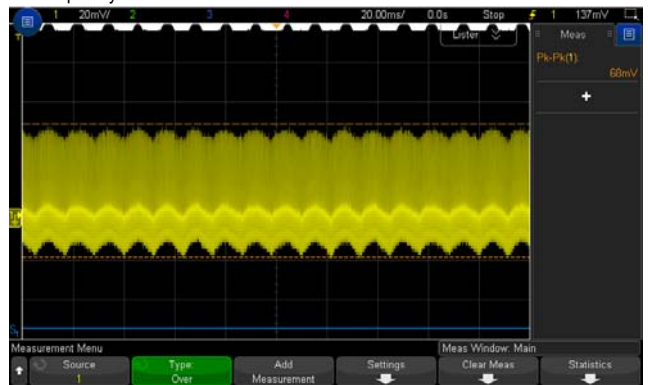 1 20mV/ 2 3 4 20.00ms/ 0.0s Stop 1 137mV
Lister
Meas
Pk-Pk(1):
68mV
+
Measurement Menu
Meas Window: Main
Source
1
Type:
Over
Add
Measurement
Settings
Clear Meas
Statistics